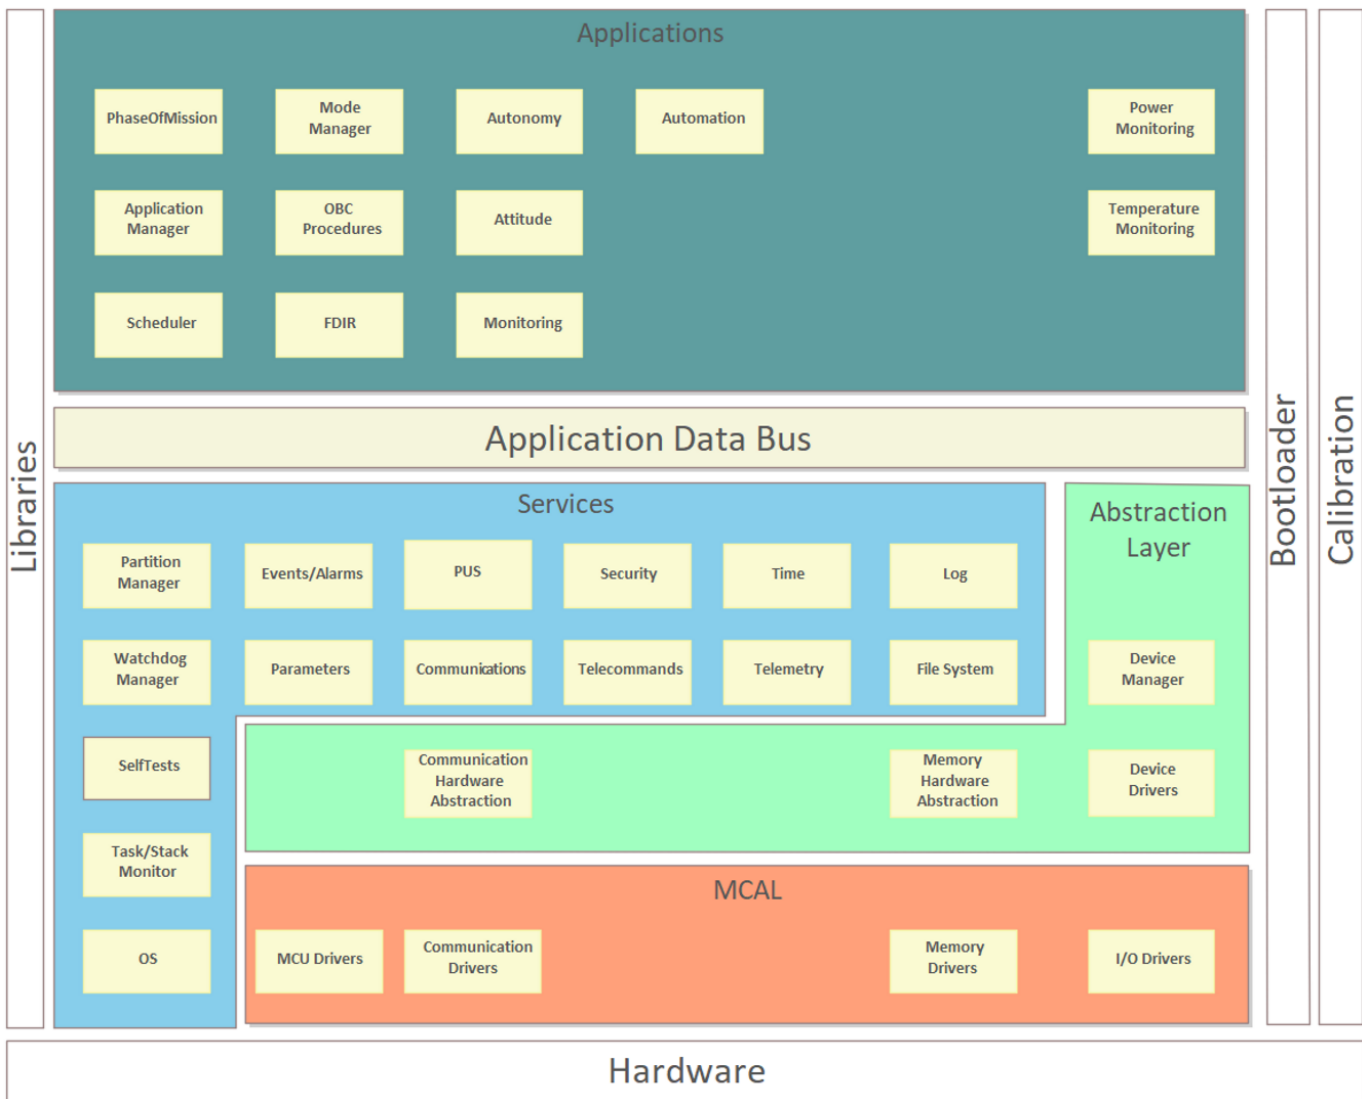 Applications
PhaseOfMission
Mode
Manager
Autonomy
Automation
Power
Monitoring
Application
Manager
OBC
Procedures
Attitude
Temperature
Monitoring
Scheduler
FDIR
Monitoring
Application Data Bus
Libraries
Bootloader
Calibration
Services
Abstraction
Layer
Partition
Manager
Events/Alarms
PUS
Security
Time
Log
Watchdog
Manager
Parameters
Communications
Telecommands
Telemetry
File System
Device
Manager
SelfTests
Communication
Hardware
Abstraction
Memory
Hardware
Abstraction
Device
Drivers
Task/Stack
Monitor
MCAL
OS
MCU Drivers
Communication
Drivers
Memory
Drivers
I/O Drivers
Hardware